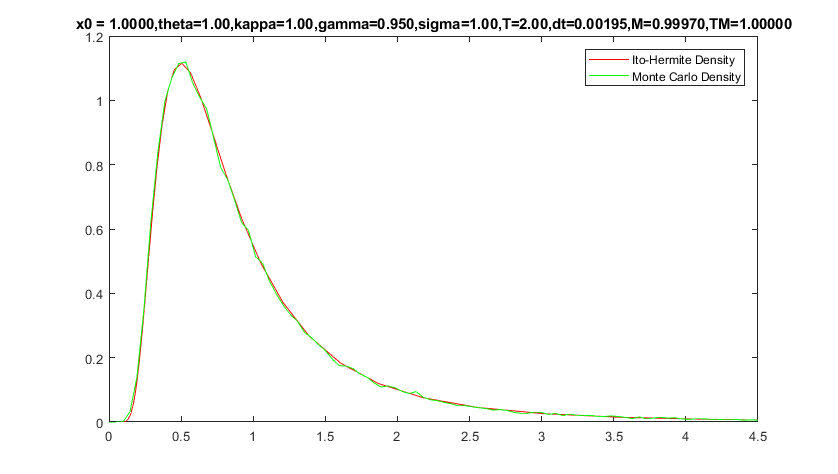 x0 = 1.0000,theta=1.00,kappa=1.00,gamma=0.950,sigma=1.00,T=2.00,dt=0.00195,M=0.99970,TM=1.00000
Ito-Hermite Density
Monte Carlo Density
1.2
1
0.8
0.6
0.4
0.2
0
0 0.5 1 1.5 2 2.5 3 3.5 4 4.5